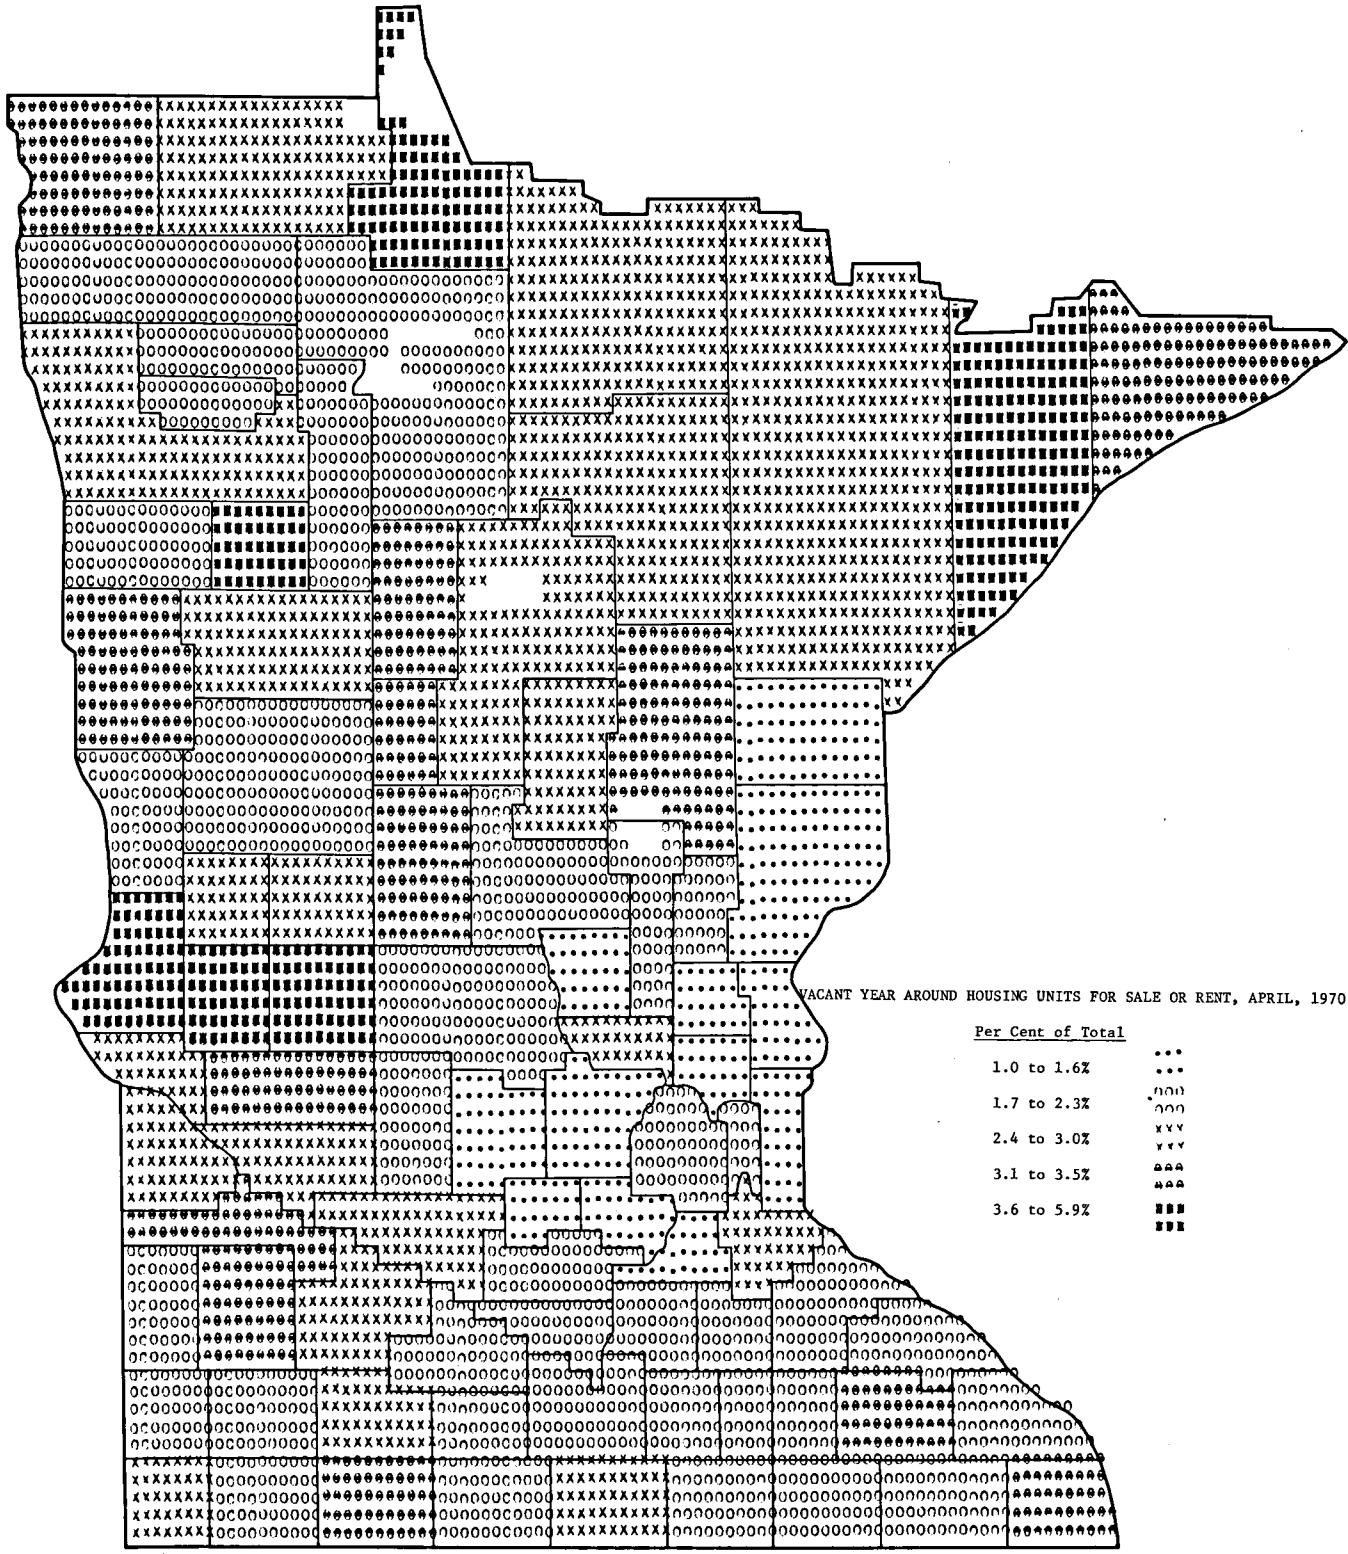 VACANT YEAR AROUND HOUSING UNITS FOR SALE OR RENT, APRIL, 1970
Per Cent of Total
1.0 to 1.6%
1.7 to 2.3%
2.4 to 3.0%
3.1 to 3.5%
3.6 to 5.9%